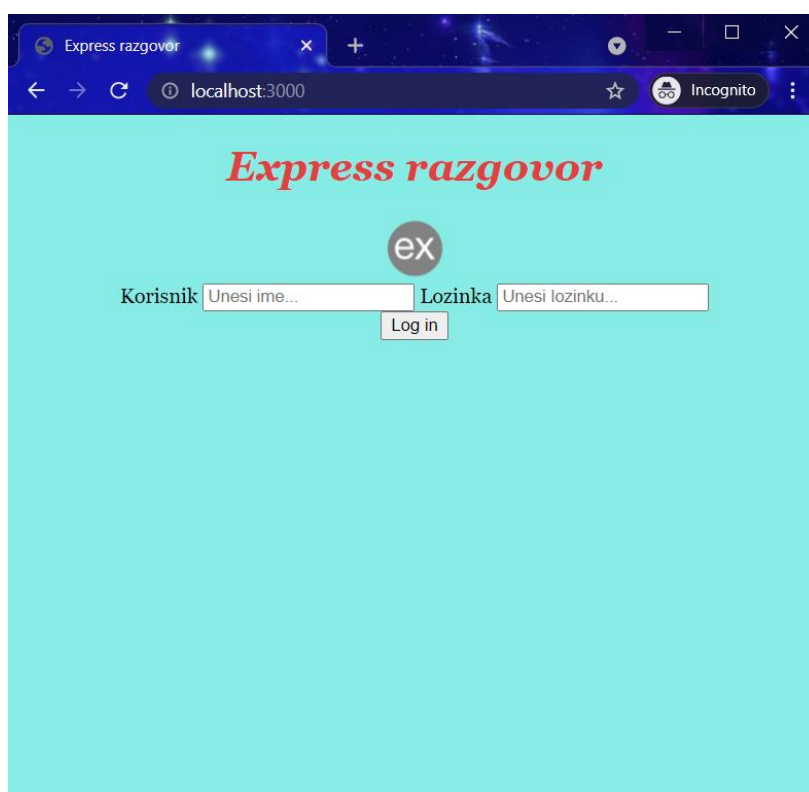 Express razgovor
localhost:3000
Incognito
Express razgovor
ex
Korisnik Unesi ime... Lozinka Unesi lozinku...
Log in